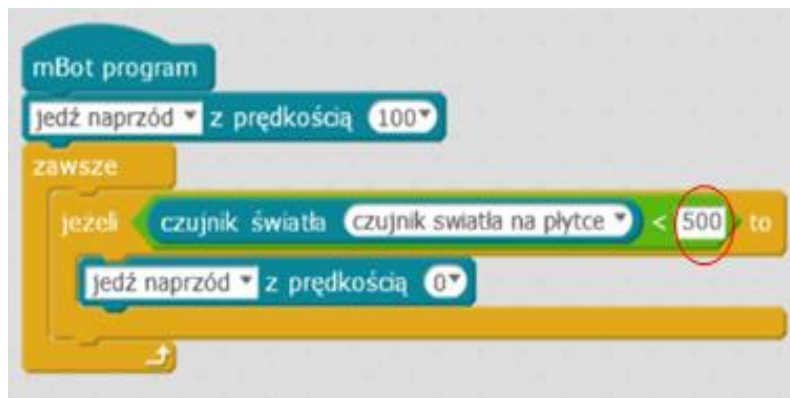 mBot program
jedź naprzód z prędkością 100
zawsze
jeżeli czujnik światła czujnik swiatła na płytce < 500 to
jedź naprzód z prędkością 0